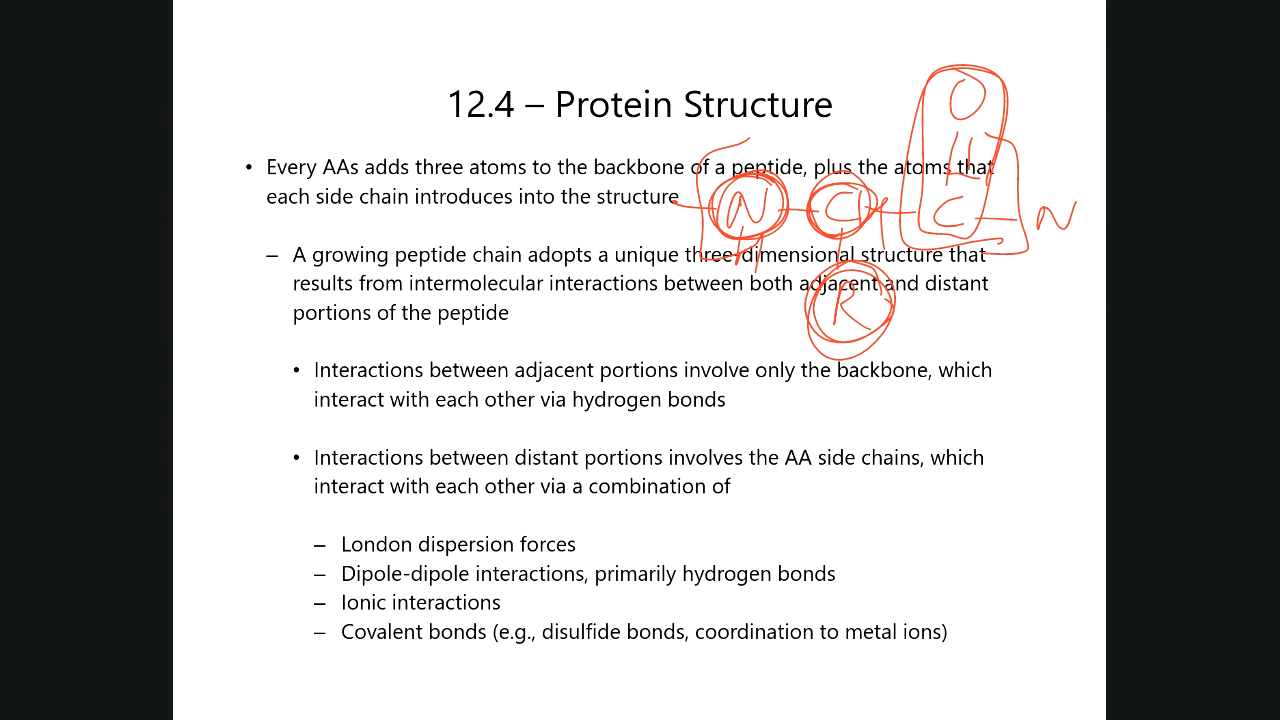 12.4 – Protein Structure
• Every AAs adds three atoms to the backbone of a peptide, plus the atoms that
each side chain introduces into the structure
– A growing peptide chain adopts a unique three-dimensional structure that
results from intermolecular interactions between both adjacent and distant
portions of the peptide
• Interactions between adjacent portions involve only the backbone, which
interact with each other via hydrogen bonds
• Interactions between distant portions involves the AA side chains, which
interact with each other via a combination of
– London dispersion forces
– Dipole-dipole interactions, primarily hydrogen bonds
– Ionic interactions
– Covalent bonds (e.g., disulfide bonds, coordination to metal ions)
O
N C C N
H
R